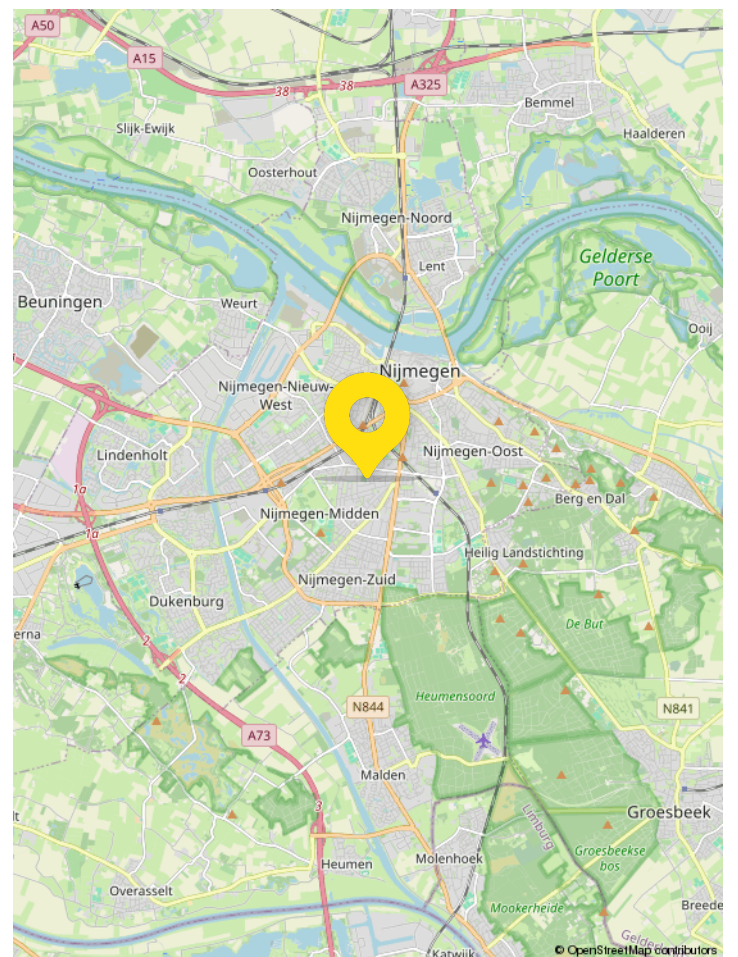 A50
A15
38
38
A325
Bemmel
Slijk-Ewijk
Haalderen
Oosterhout
Nijmegen-Noord
Gelderse
Poort
Lent
Beuningen
Weurt
Ooij
Nijmegen
Nijmegen-Nieuw-
West
Lindenholt
Nijmegen-Oost
1a
Berg en Dal
Nijmegen-Midden
1a
Heilig Landstichting
Nijmegen-Zuid
Dukenburg
De But
erna
2
2
Heumensoord
N844
N841
A73
Malden
3
Groesbeek
Limburg
Groesbeekse
bos
Molenhoek
Heumen
Overasselt
Mookerheide
Breede
Gelderl
Katwijk
© OpenStreetMap contributors